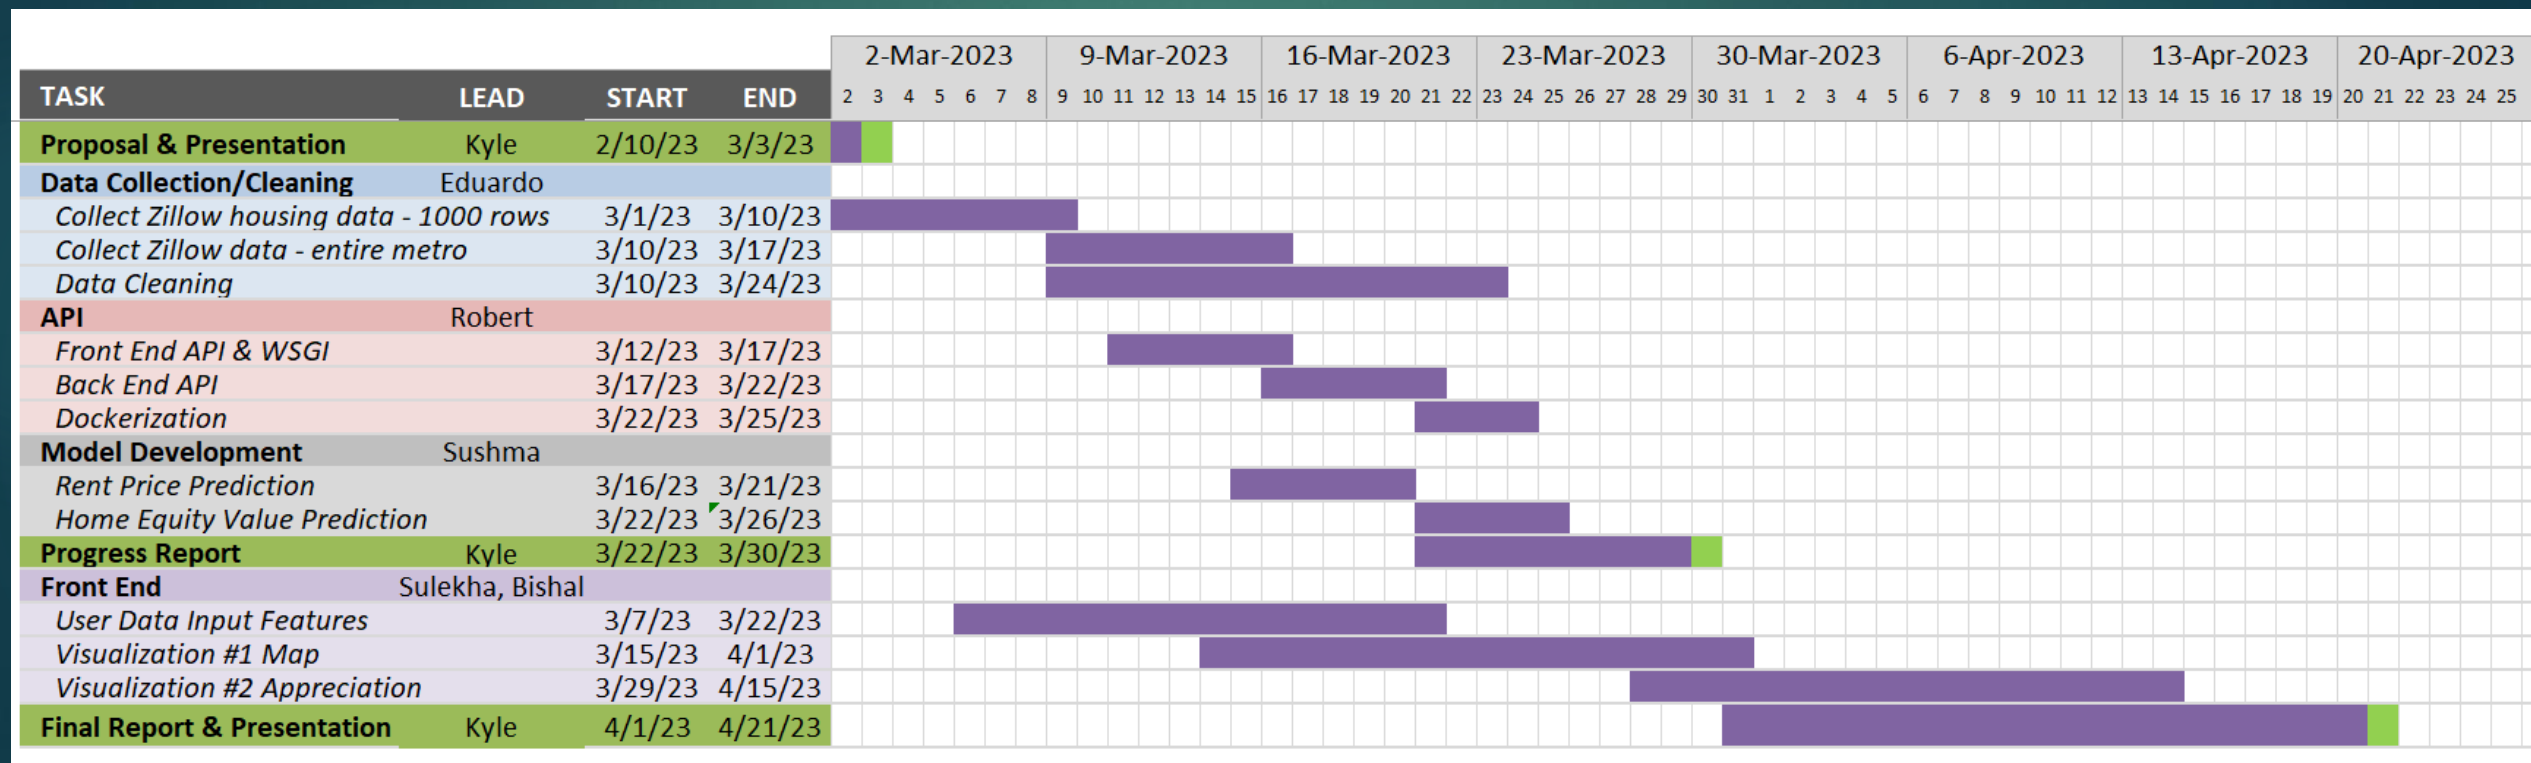 2-Mar-2023 9-Mar-2023 16-Mar-2023 23-Mar-2023 30-Mar-2023 6-Apr-2023 13-Apr-2023 20-Apr-2023
TASK LEAD START END 2 3 4 5 6 7 8 9 10 11 12 13 14 15 16 17 18 19 20 21 22 23 24 25 26 27 28 29 30 31 1 2 3 4 5 6 7 8 9 10 11 12 13 14 15 16 17 18 19 20 21 22 23 24 25
Proposal & Presentation Kyle 2/10/23 3/3/23
Data Collection/Cleaning Eduardo
Collect Zillow housing data - 1000 rows 3/1/23 3/10/23
Collect Zillow data - entire metro 3/10/23 3/17/23
Data Cleaning 3/10/23 3/24/23
API Robert
Front End API & WSGI 3/12/23 3/17/23
Back End API 3/17/23 3/22/23
Dockerization 3/22/23 3/25/23
Model Development Sushma
Rent Price Prediction 3/16/23 3/21/23
Home Equity Value Prediction 3/22/23 3/26/23
Progress Report Kyle 3/22/23 3/30/23
Front End Sulekha, Bishal
User Data Input Features 3/7/23 3/22/23
Visualization #1 Map 3/15/23 4/1/23
Visualization #2 Appreciation 3/29/23 4/15/23
Final Report & Presentation Kyle 4/1/23 4/21/23